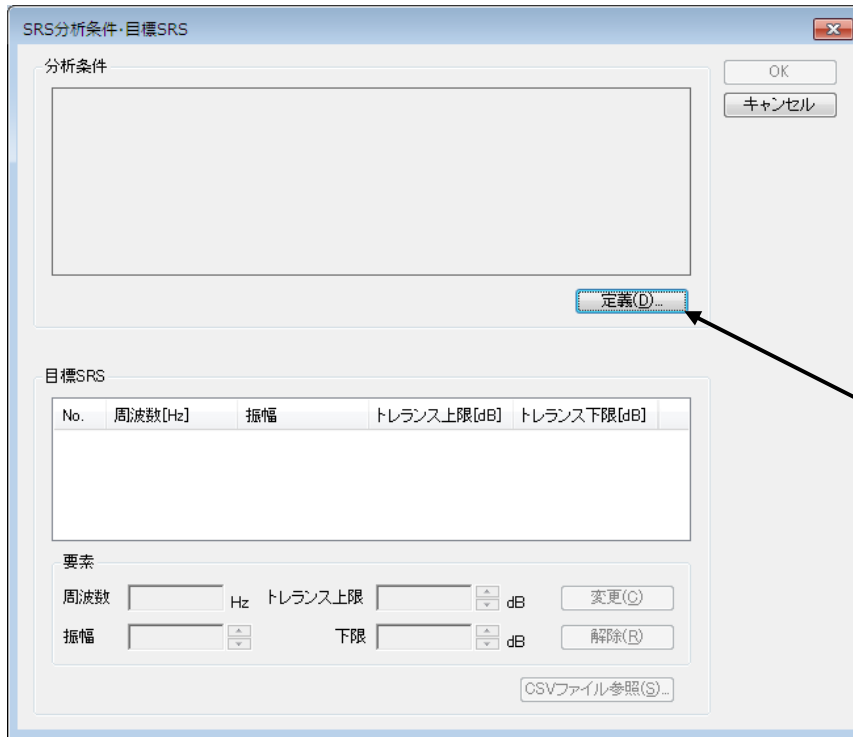 SRS分析条件・目標SRS
分析条件
OK
キャンセル
定義(D)...
目標SRS
No. 周波数[Hz] 振幅 トレランス上限[dB] トレランス下限[dB]
要素
周波数 Hz トレランス上限 dB 変更(C)
振幅 下限 dB 解除(R)
CSVファイル参照(S)...